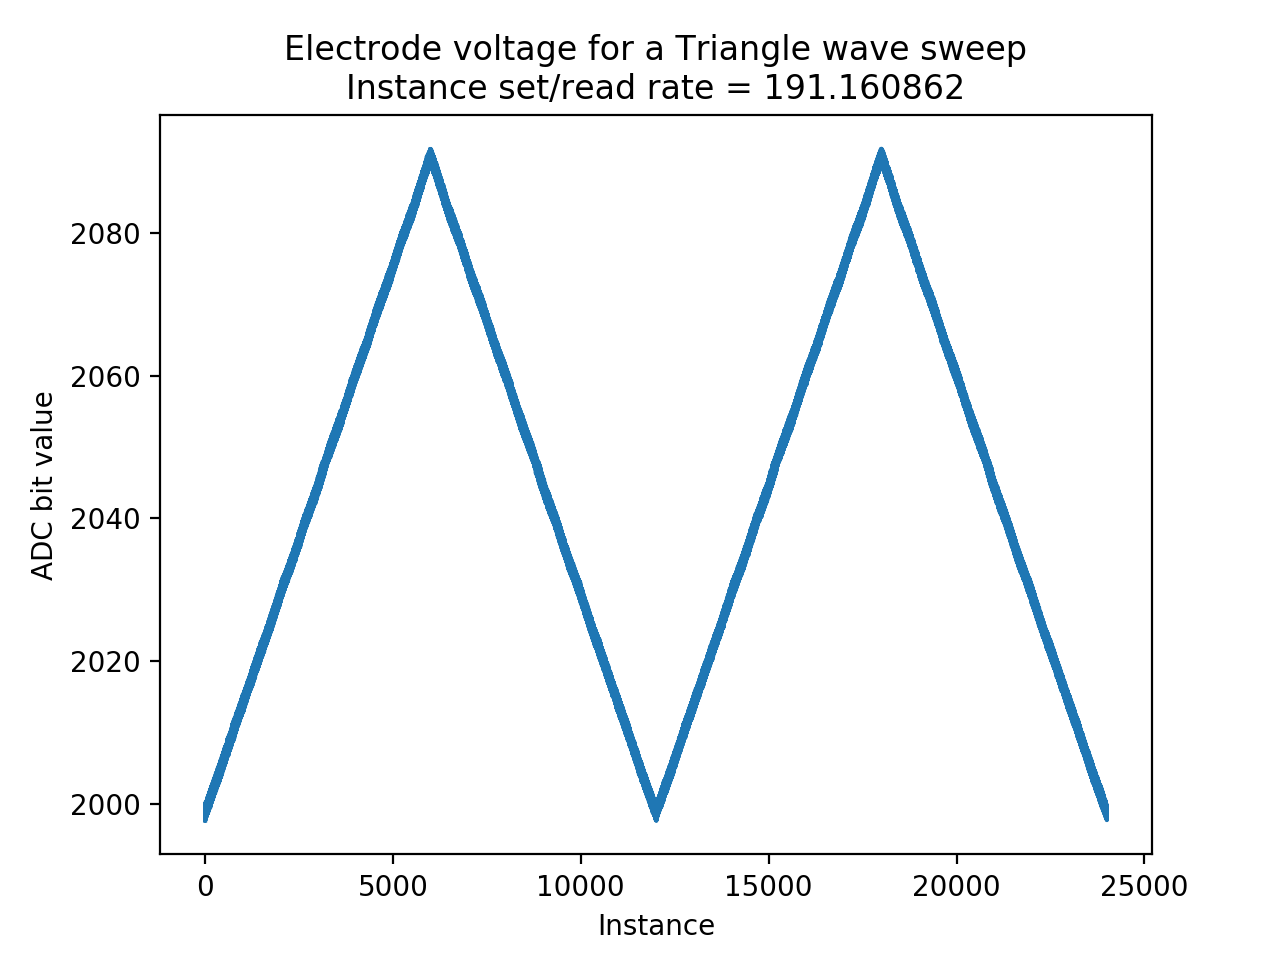 Electrode voltage for a Triangle wave sweep
Instance set/read rate = 191.160862
ADC bit value
2080
2060
2040
2020
2000
0 5000 10000 15000 20000 25000
Instance